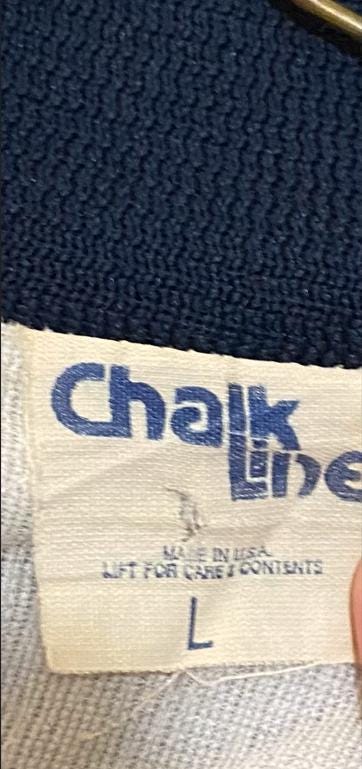 Chalk
Line
MADE IN U.S.A.
LIFT FOR CARE & CONTENTS
L